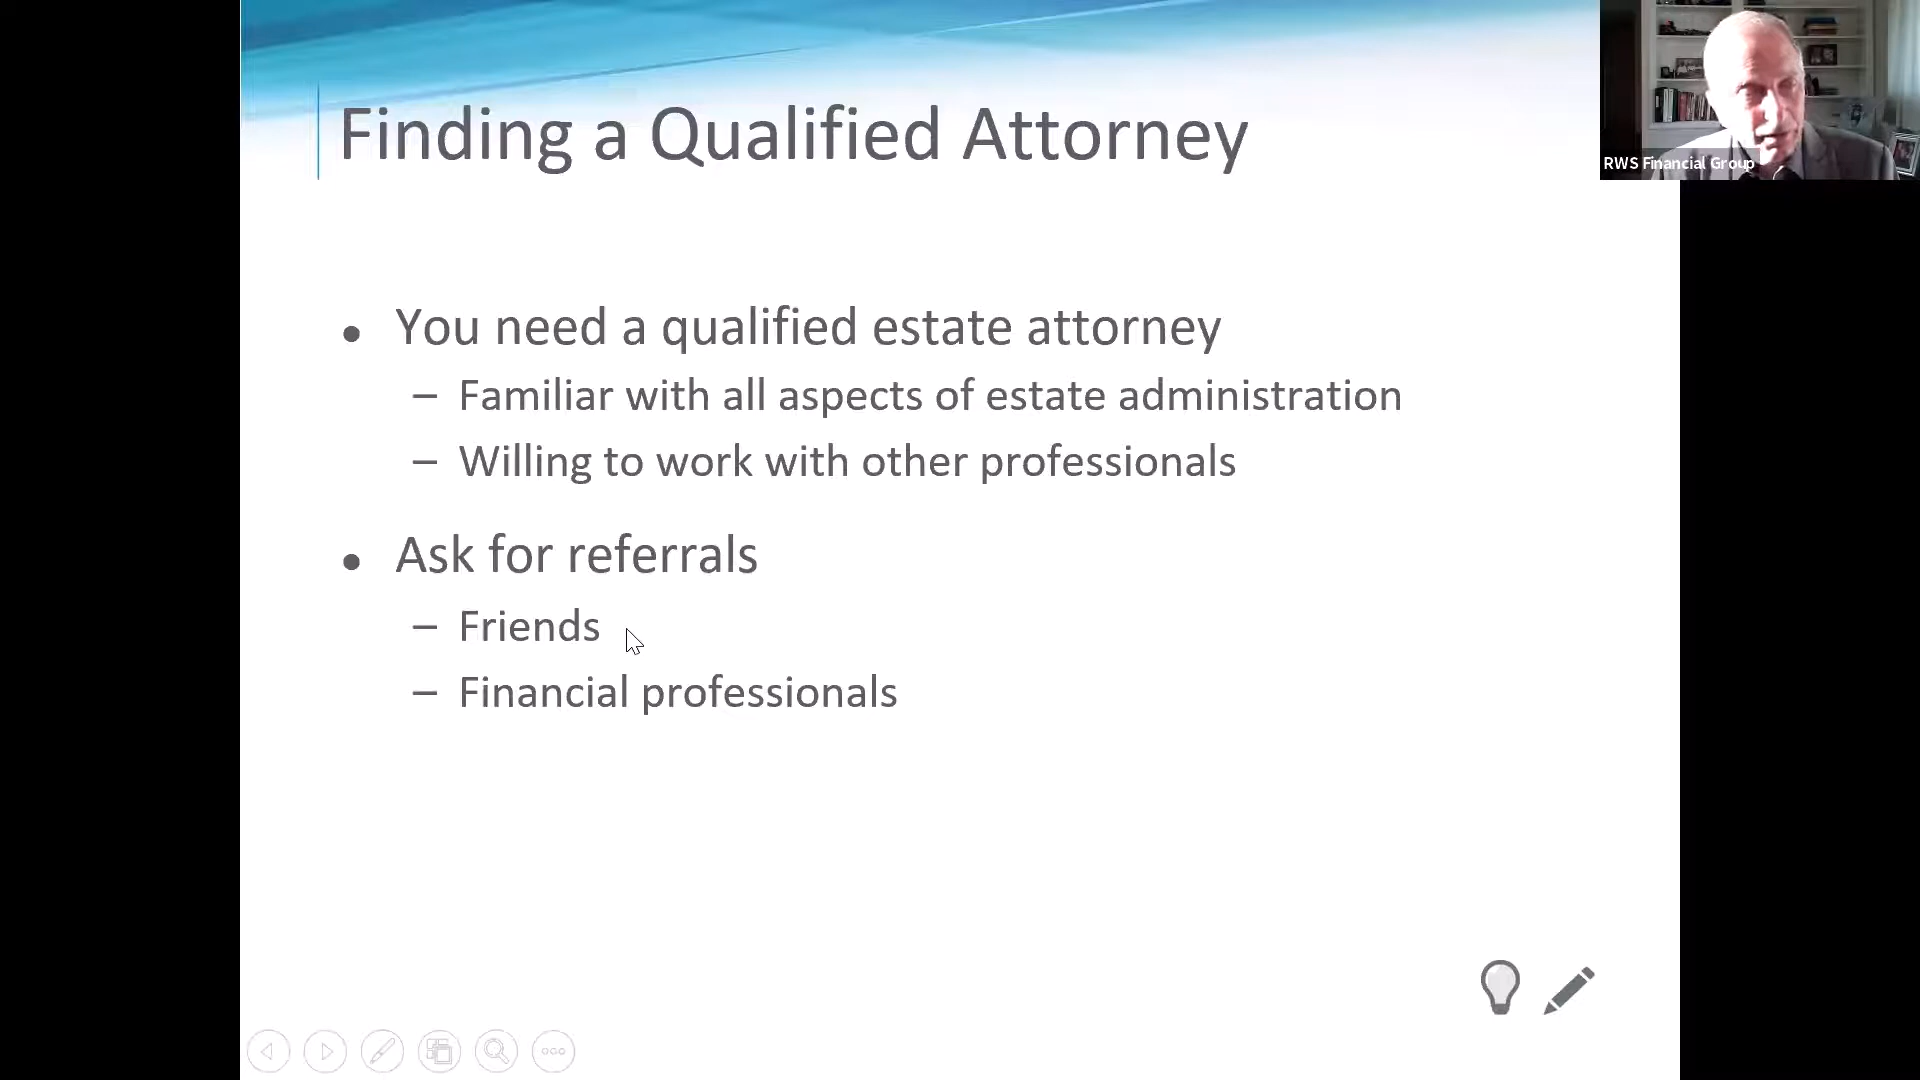 Finding a Qualified Attorney
RWS Financial Group
• You need a qualified estate attorney
– Familiar with all aspects of estate administration
– Willing to work with other professionals
• Ask for referrals
– Friends
– Financial professionals